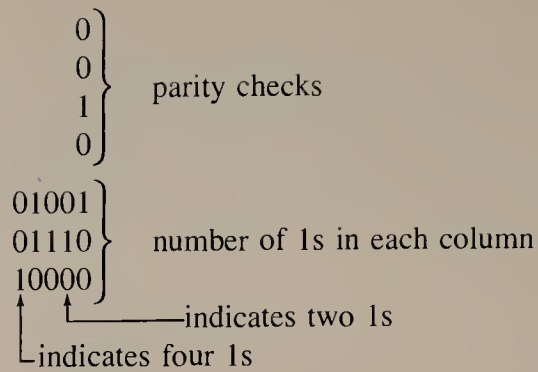 0
0
1
0
parity checks
01001
01110
10000
number of 1s in each column
indicates two 1s
indicates four 1s